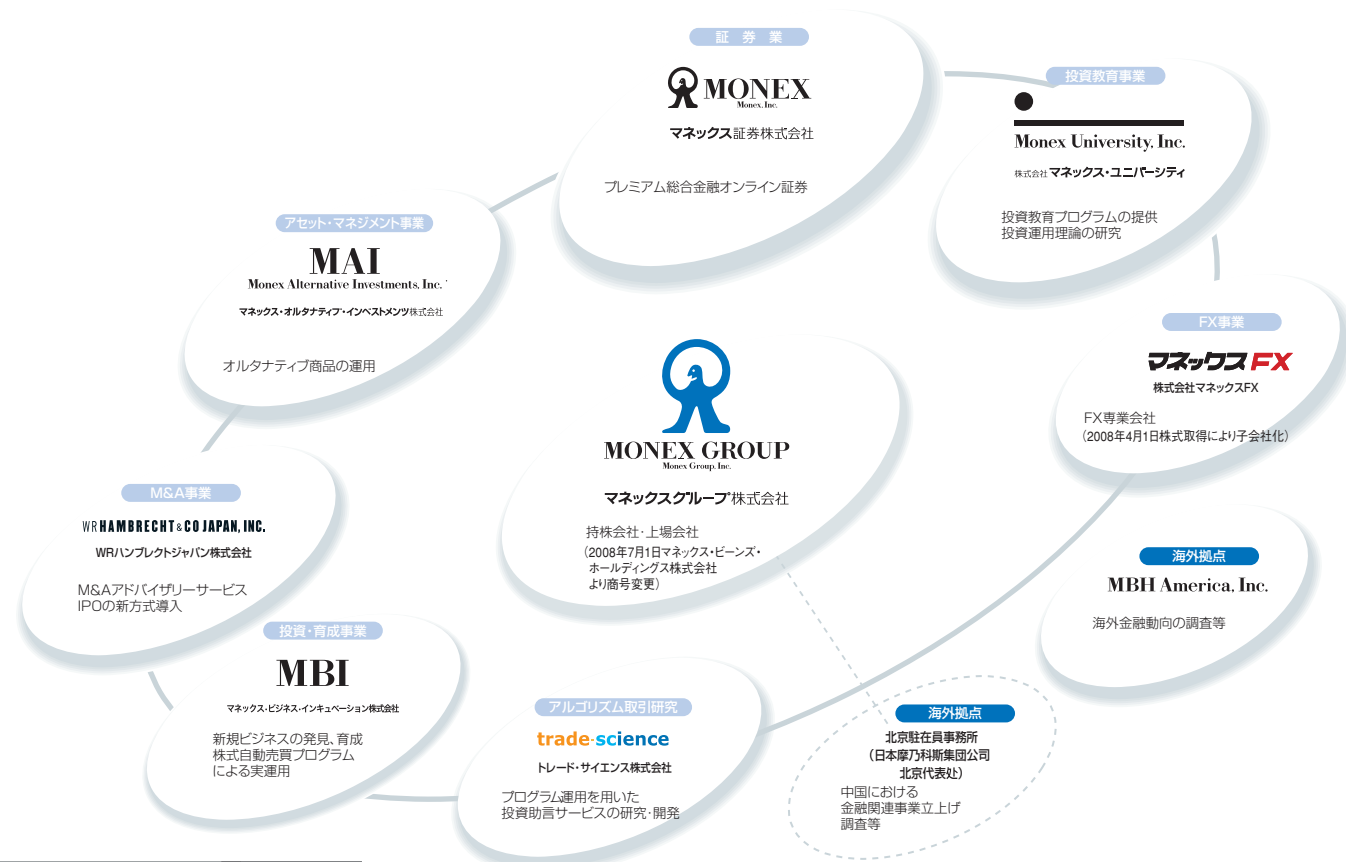 証 券 業
MONEX
Monex, Inc.
マネックス証券株式会社
プレミアム総合金融オンライン証券
投資教育事業
Monex University, Inc.
株式会社マネックス・ユニバーシティ
投資教育プログラムの提供
投資運用理論の研究
アセット・マネジメント事業
MAI
Monex Alternative Investments, Inc.
マネックス・オルタナティブ・インベストメンツ株式会社
オルタナティブ商品の運用
FX事業
マネックスFX
株式会社マネックスFX
FX専業会社
（2008年4月1日株式取得により子会社化）
MONEX GROUP
Monex Group, Inc.
マネックスグループ株式会社
持株会社・上場会社
（2008年7月1日マネックス・ビーンズ・
ホールディングス株式会社
より商号変更）
M&A事業
WR HAMBRECHT & CO JAPAN, INC.
WRハンブレクトジャパン株式会社
M&Aアドバイザリーサービス
IPOの新方式導入
海外拠点
MBH America, Inc.
海外金融動向の調査等
投資・育成事業
MBI
マネックス・ビジネス・インキュベーション株式会社
新規ビジネスの発見、育成
株式自動売買プログラム
による実運用
アルゴリズム取引研究
trade-science
トレード・サイエンス株式会社
プログラム運用を用いた
投資助言サービスの研究・開発
海外拠点
北京駐在員事務所
（日本摩乃科斯集団公司
北京代表処）
中国における
金融関連事業立上げ
調査等